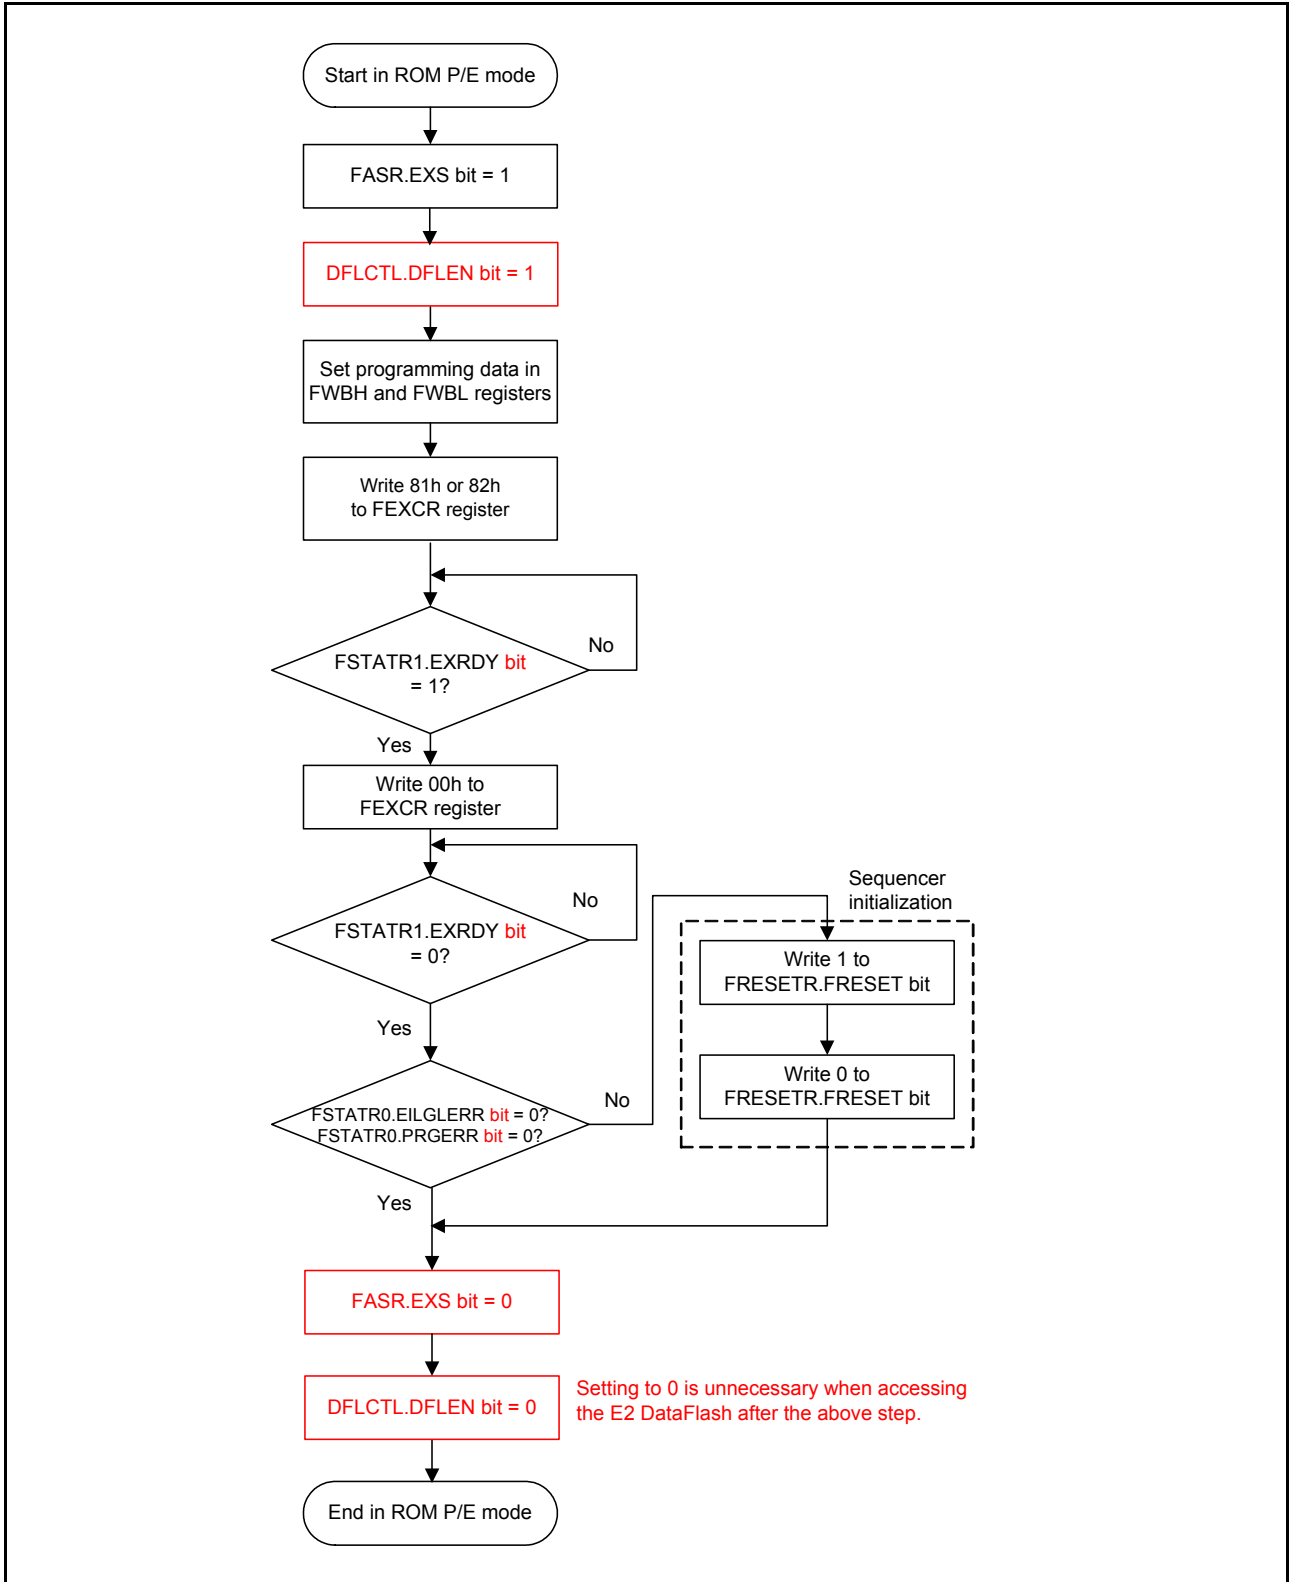 Start in ROM P/E mode
FASR.EXS bit = 1
DFLCTL.DFLEN bit = 1
Set programming data in
FWBH and FWBL registers
Write 81h or 82h
to FEXCR register
FSTATR1.EXRDY bit
= 1?
No
Yes
Write 00h to
FEXCR register
FSTATR1.EXRDY bit
= 0?
No
Yes
FSTATR0.EILGLERR bit = 0?
FSTATR0.PRGERR bit = 0?
No
Yes
Sequencer
initialization
Write 1 to
FRESETR.FRESET bit
Write 0 to
FRESETR.FRESET bit
FASR.EXS bit = 0
DFLCTL.DFLEN bit = 0
Setting to 0 is unnecessary when accessing
the E2 DataFlash after the above step.
End in ROM P/E mode